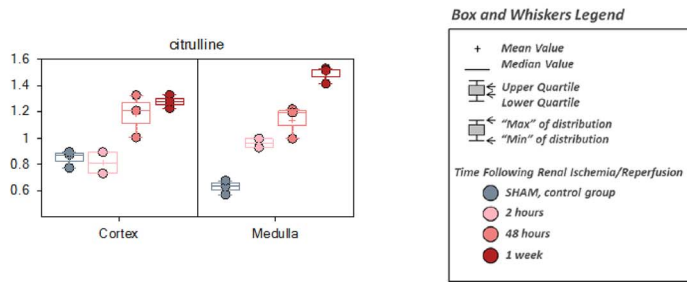 citrulline
1.6
1.4
1.2
1
0.8
0.6
Cortex
Medulla
Box and Whiskers Legend
+ Mean Value
Median Value
Upper Quartile
Lower Quartile
"Max" of distribution
"Min" of distribution
Time Following Renal Ischemia/Reperfusion
SHAM, control group
2 hours
48 hours
1 week